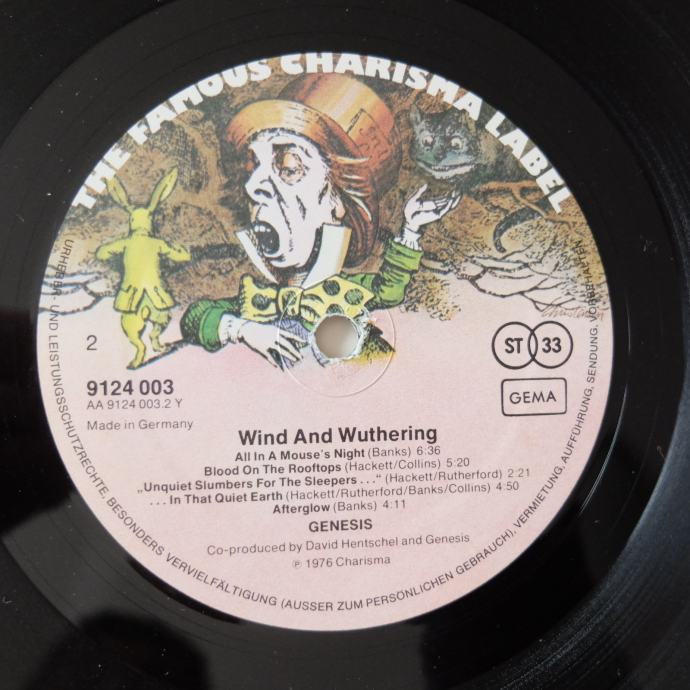 THE FAMOUS CHARISMA LABEL
2
ST 33
9124 003
AA 9124 003.2 Y
GEMA
Made in Germany
Wind And Wuthering
All In A Mouse's Night (Banks) 6:36
Blood On The Rooftops (Hackett/Collins) 5:20
„Unquiet Slumbers For The Sleepers ..." (Hackett/Rutherford) 2:21
... In That Quiet Earth (Hackett/Rutherford/Banks/Collins) 4:50
Afterglow (Banks) 4:11
GENESIS
Co-produced by David Hentschel and Genesis
℗ 1976 Charisma
URHEBER- UND LEISTUNGSSCHUTZRECHTE, BESONDERS VERVIELFÄLTIGUNG (AUSSER ZUM PERSÖNLICHEN GEBRAUCH), VERMIETUNG, AUFFÜHRUNG, SENDUNG, VORBEHALTEN